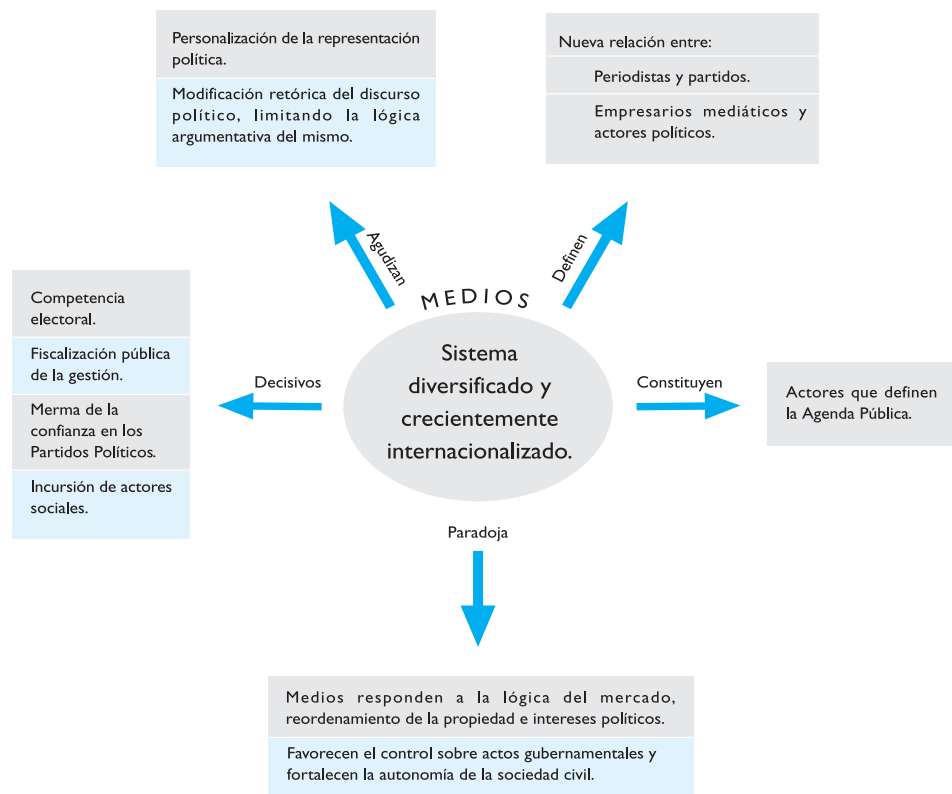 Personalización de la representación
política.
Modificación retórica del discurso
político, limitando la lógica
argumentativa del mismo.
Nueva relación entre:
Periodistas y partidos.
Empresarios mediáticos y
actores políticos.
Agudizan
Definen
MEDIOS
Sistema
diversificado y
crecientemente
internacionalizado.
Competencia
electoral.
Fiscalización pública
de la gestión.
Merma de la
confianza en los
Partidos Políticos.
Incursión de actores
sociales.
Decisivos
Constituyen
Actores que definen
la Agenda Pública.
Paradoja
Medios responden a la lógica del mercado,
reordenamiento de la propiedad e intereses políticos.
Favorecen el control sobre actos gubernamentales y
fortalecen la autonomía de la sociedad civil.